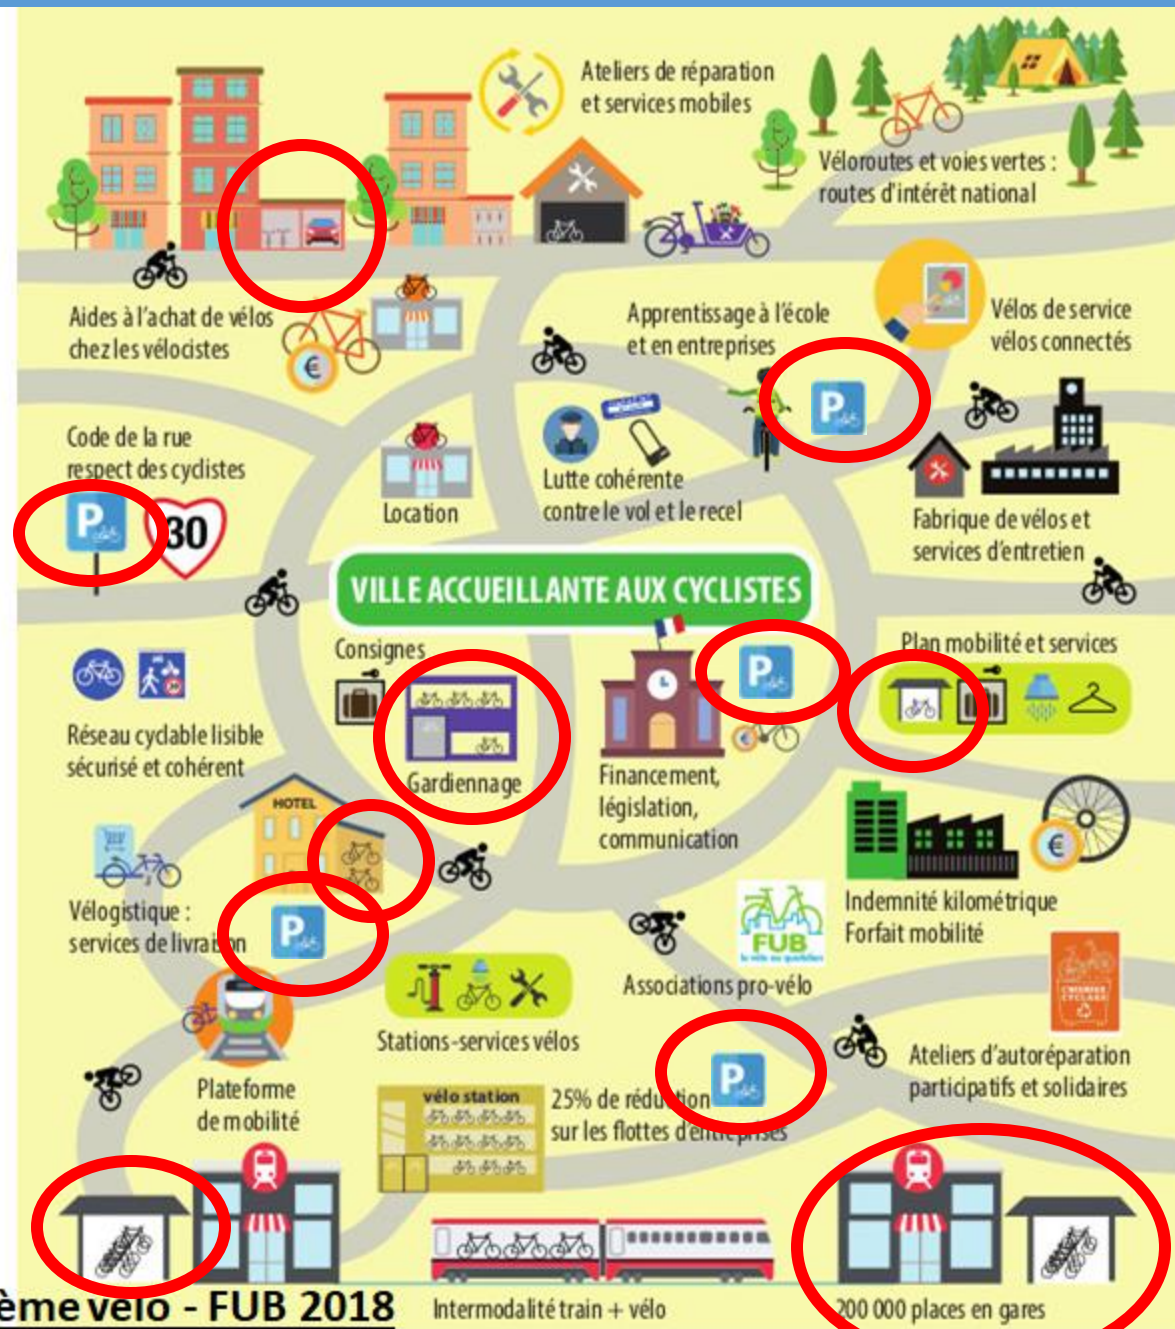 Ateliers de réparation
et services mobiles
Véloroutes et voies vertes :
routes d'intérêt national
Aides à l'achat de vélos
chez les vélocistes
€
Apprentissage à l'école
et en entreprises
Vélos de service
vélos connectés
P
Code de la rue
respect des cyclistes
P
30
Location
Lutte cohérente
contre le vol et le recel
Fabrique de vélos et
services d'entretien
VILLE ACCUEILLANTE AUX CYCLISTES
Consignes
Gardiennage
P
Plan mobilité et services
Réseau cyclable lisible
sécurisé et cohérent
Financement,
législation,
communication
HOTEL
€
Vélogistique :
services de livraison
P
Indemnité kilométrique
Forfait mobilité
FUB
le vélo au quotidien
Associations pro-vélo
Stations-services vélos
Ateliers d'autoréparation
participatifs et solidaires
Plateforme
de mobilité
vélo station
25% de réduction
sur les flottes d'entreprises
P
ème vélo - FUB 2018
Intermodalité train + vélo
200 000 places en gares